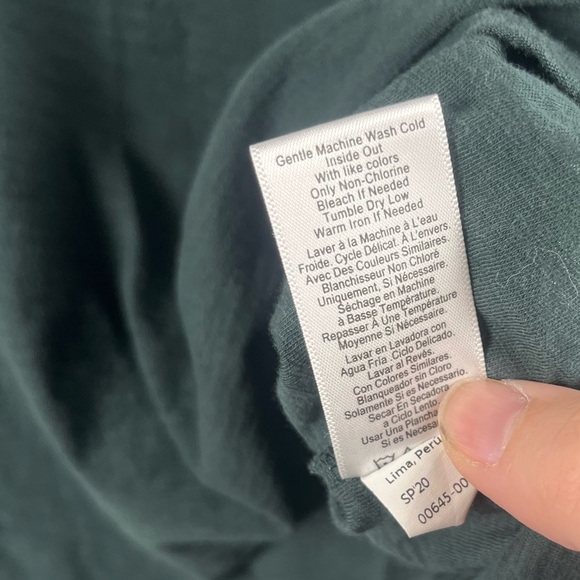 Gentle Machine Wash Cold
Inside Out
With like colors
Only Non-Chlorine
Bleach If Needed
Tumble Dry Low
Warm Iron If Needed
Laver à la Machine à L'eau
Froide. Cycle Délicat. À L'envers.
Avec Des Couleurs Similaires.
Blanchisseur Non Chloré
Uniquement, Si Nécessaire.
Séchage en Machine
à Basse Température.
Repasser À Une Température
Moyenne Si Nécessaire.
Lavar en Lavadora con
Agua Fría. Ciclo Delicado.
Lavar al Revés.
Con Colores Similares.
Blanqueador sin Cloro
Solamente Si es Necesario.
Secar En Secadora
a Ciclo Lento.
Usar Una Plancha
Si es Necesario
Lima, Perú
SP'20
00645-00